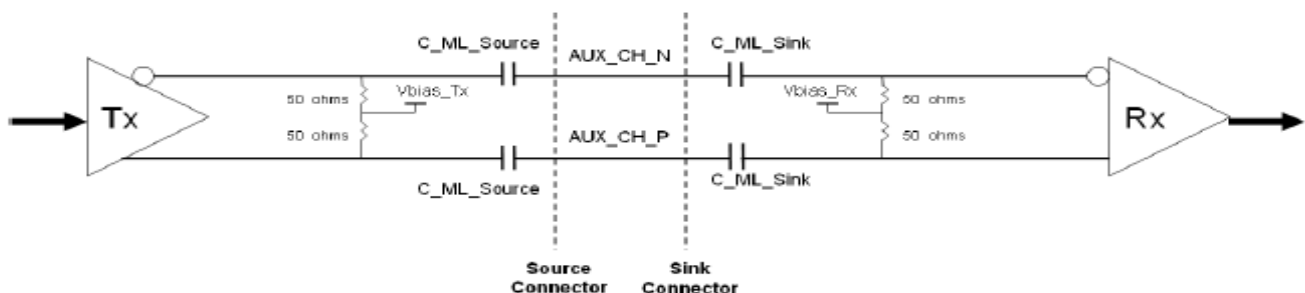 C_ML_Source
AUX_CH_N
C_ML_Sink
Tx
50 ohms
Vbias_Tx
50 ohms
Vbias_Rx
50 ohms
50 ohms
Rx
AUX_CH_P
C_ML_Source
C_ML_Sink
Source
Connector
Sink
Connector